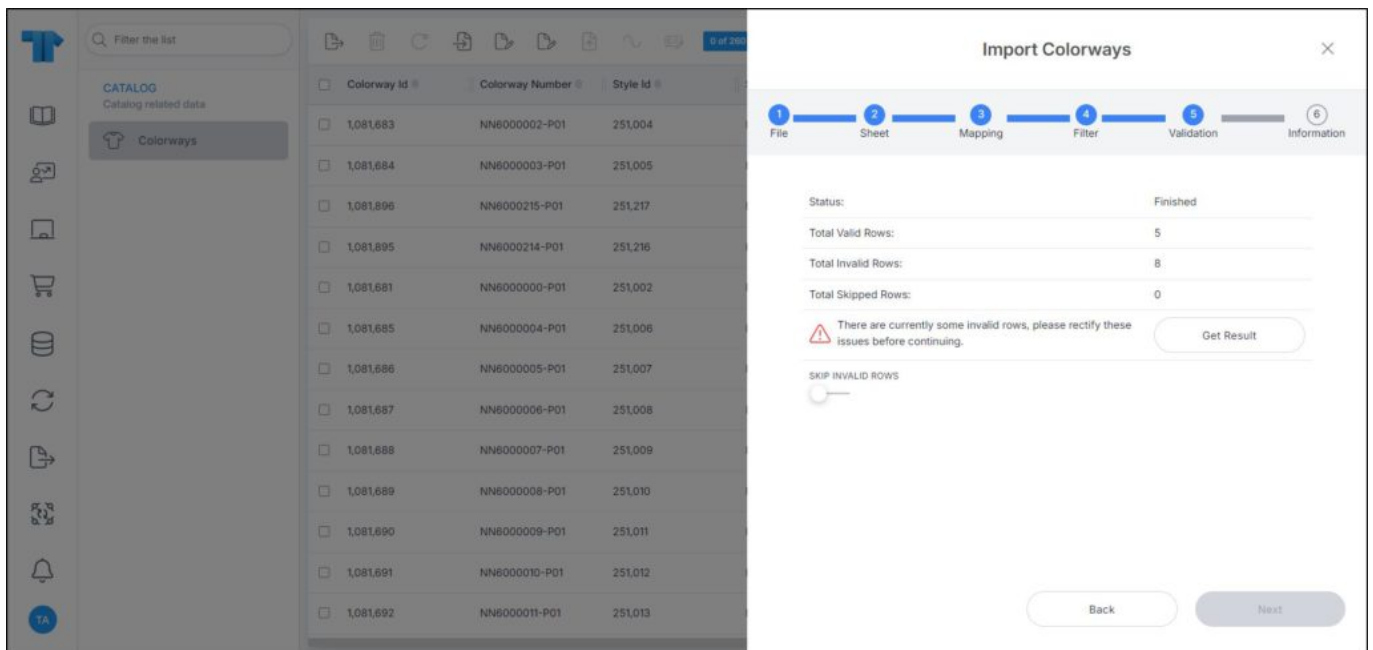 Filter the list
CATALOG
Catalog related data
Colorways
0 of 260
Colorway Id Colorway Number Style Id
1,081,683 NN6000002-P01 251,004
1,081,684 NN6000003-P01 251,005
1,081,896 NN6000215-P01 251,217
1,081,895 NN6000214-P01 251,216
1,081,681 NN6000000-P01 251,002
1,081,685 NN6000004-P01 251,006
1,081,686 NN6000005-P01 251,007
1,081,687 NN6000006-P01 251,008
1,081,688 NN6000007-P01 251,009
1,081,689 NN6000008-P01 251,010
1,081,690 NN6000009-P01 251,011
1,081,691 NN6000010-P01 251,012
1,081,692 NN6000011-P01 251,013
TA
Import Colorways
1 2 3 4 5 6
File Sheet Mapping Filter Validation Information
Status: Finished
Total Valid Rows: 5
Total Invalid Rows: 8
Total Skipped Rows: 0
There are currently some invalid rows, please rectify these
issues before continuing.
Get Result
SKIP INVALID ROWS
Back Next